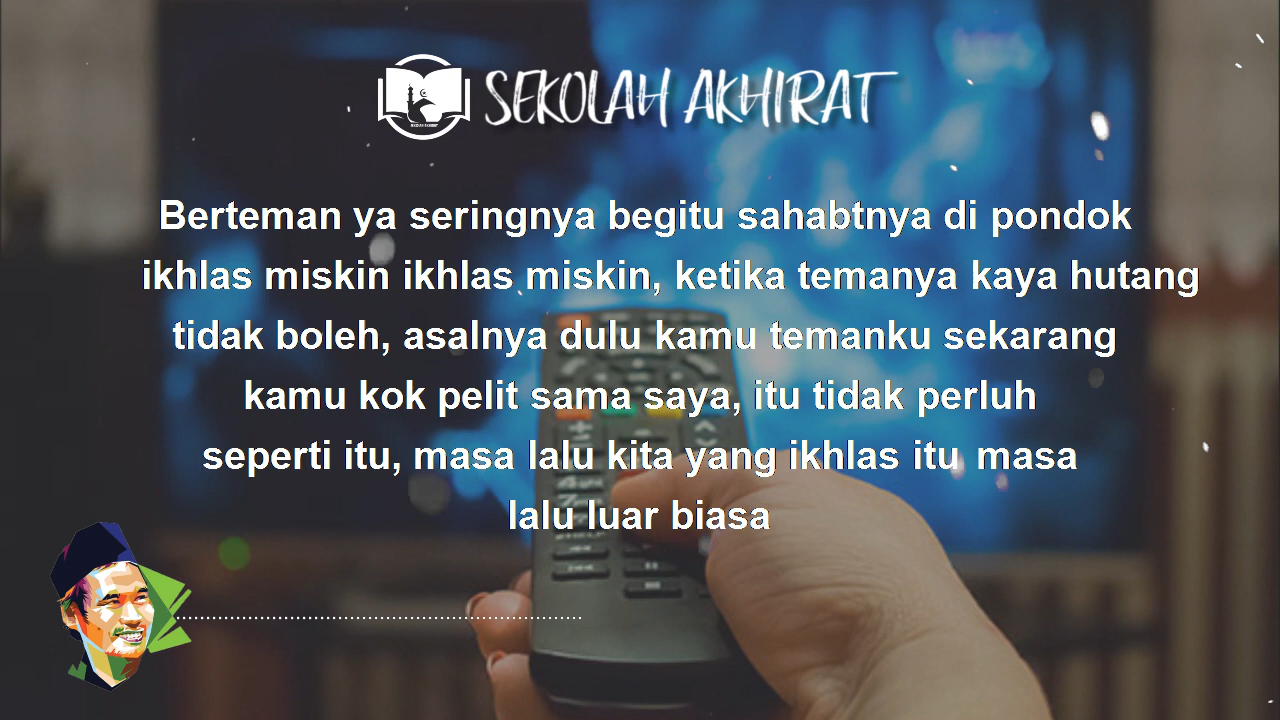 SEKOLAH AKHIRAT
Berteman ya seringnya begitu sahabtnya di pondok
ikhlas miskin ikhlas miskin, ketika temanya kaya hutang
tidak boleh, asalnya dulu kamu temanku sekarang
kamu kok pelit sama saya, itu tidak perluh
seperti itu, masa lalu kita yang ikhlas itu masa
lalu luar biasa